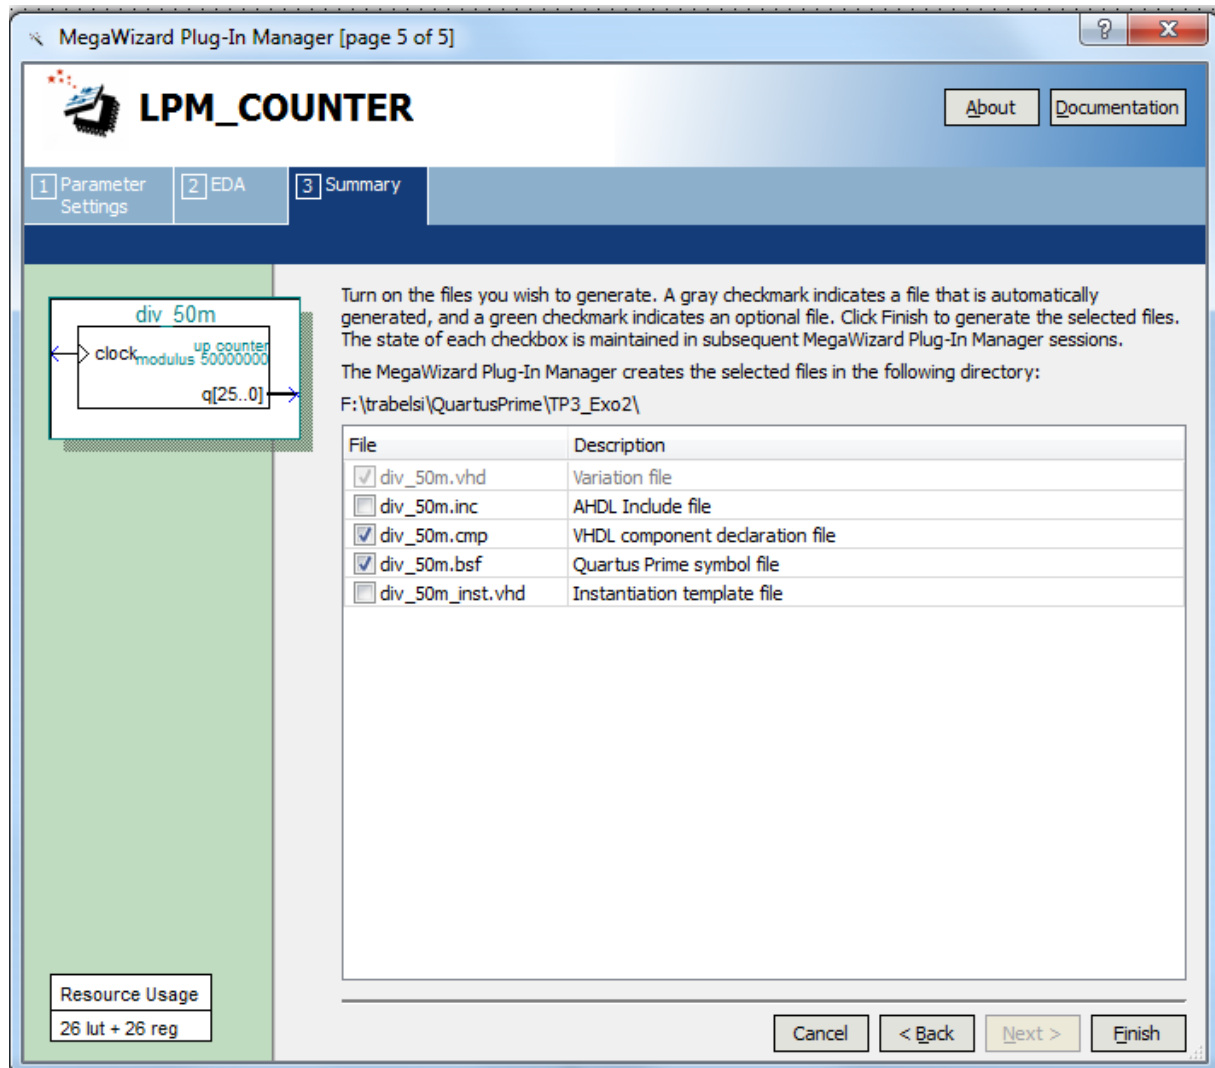 MegaWizard Plug-In Manager [page 5 of 5]
?
X
LPM_COUNTER
About
Documentation
1 Parameter Settings
2 EDA
3 Summary
div_50m
clock
up counter
modulus 50000000
q[25..0]
Turn on the files you wish to generate. A gray checkmark indicates a file that is automatically
generated, and a green checkmark indicates an optional file. Click Finish to generate the selected files.
The state of each checkbox is maintained in subsequent MegaWizard Plug-In Manager sessions.
The MegaWizard Plug-In Manager creates the selected files in the following directory:
F:\trabelsi\QuartusPrime\TP3_Exo2\
File Description
div_50m.vhd Variation file
div_50m.inc AHDL Include file
div_50m.cmp VHDL component declaration file
div_50m.bsf Quartus Prime symbol file
div_50m_inst.vhd Instantiation template file
Resource Usage
26 lut + 26 reg
Cancel
< Back
Next >
Finish